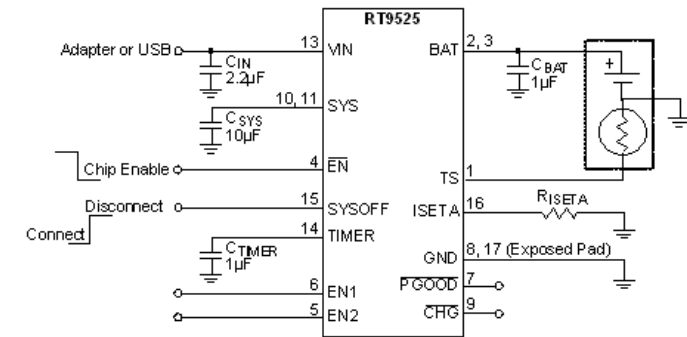 RT9525
Adapter or USB
CIN
2.2µF
13
VIN
BAT
2, 3
CBAT
1µF
+
10, 11
SYS
CSYS
10µF
Chip Enable
4
EN
TS
1
Disconnect
15
SYSOFF
ISETA
16
RISETA
Connect
14
TIMER
CTIMER
1µF
GND
8, 17 (Exposed Pad)
6
EN1
PGOOD
7
5
EN2
CHG
9